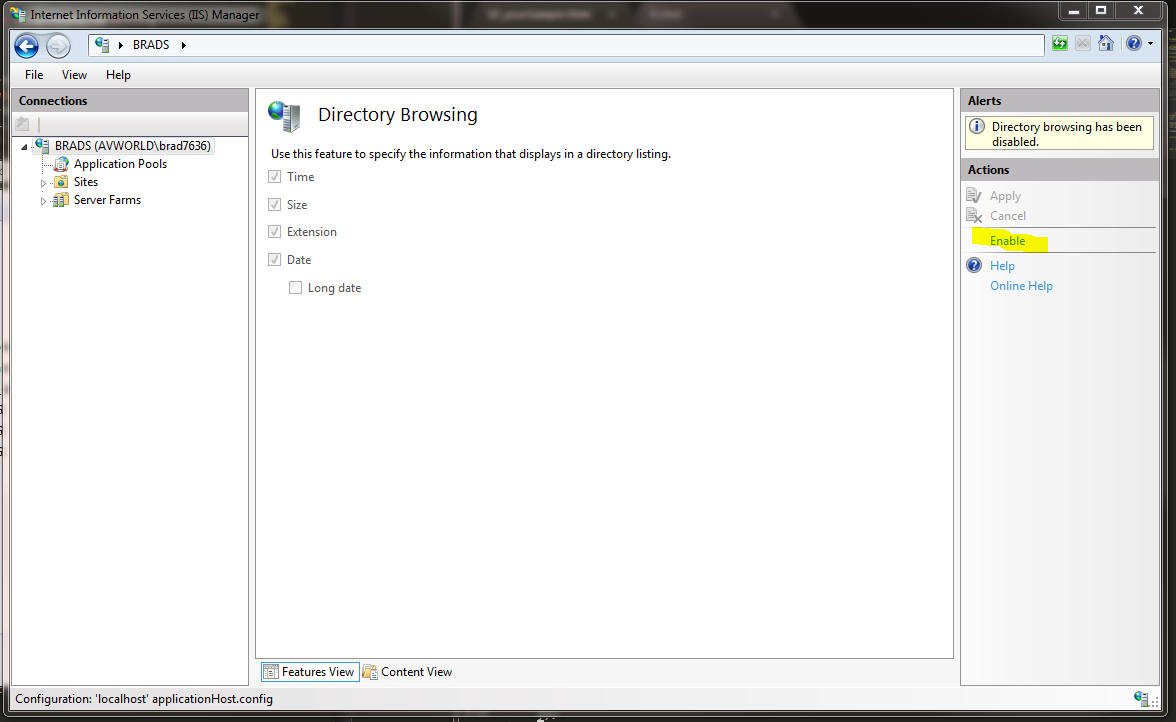 Internet Information Services (IIS) Manager
BRADS
File View Help
Connections
BRADS (AVWORLD\brad7636)
Application Pools
Sites
Server Farms
Directory Browsing
Use this feature to specify the information that displays in a directory listing.
Time
Size
Extension
Date
Long date
Features View
Content View
Alerts
Directory browsing has been
disabled.
Actions
Apply
Cancel
Enable
Help
Online Help
Configuration: 'localhost' applicationHost.config